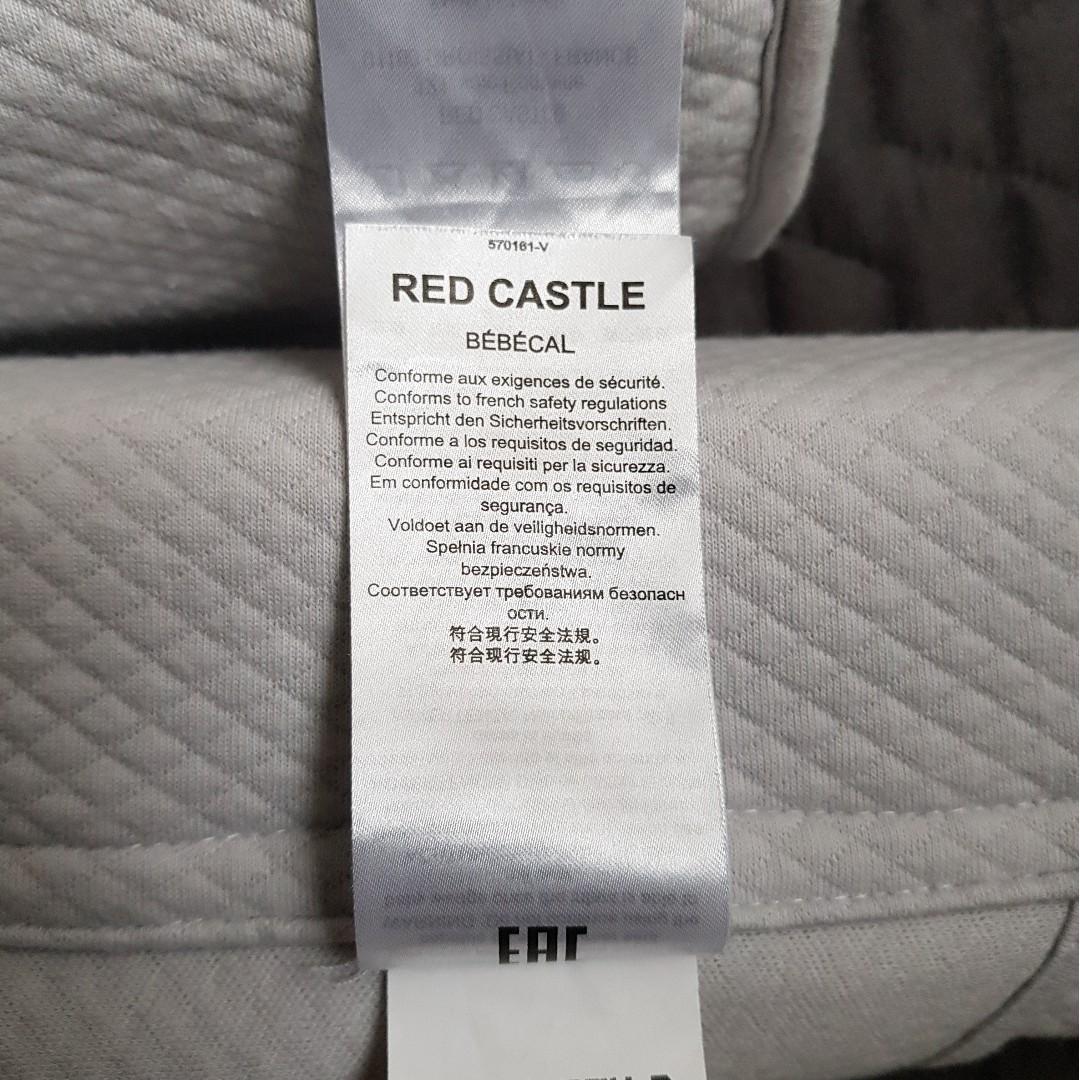 570161-V
RED CASTLE
BÉBÉCAL
Conforme aux exigences de sécurité.
Conforms to french safety regulations
Entspricht den Sicherheitsvorschriften.
Conforme a los requisitos de seguridad.
Conforme ai requisiti per la sicurezza.
Em conformidade com os requisitos de
segurança.
Voldoet aan de veiligheidsnormen.
Spełnia francuskie normy
bezpieczeństwa.
Соответствует требованиям безопасн
ости.
符合現行安全法規。
符合现行安全法规。
EAC